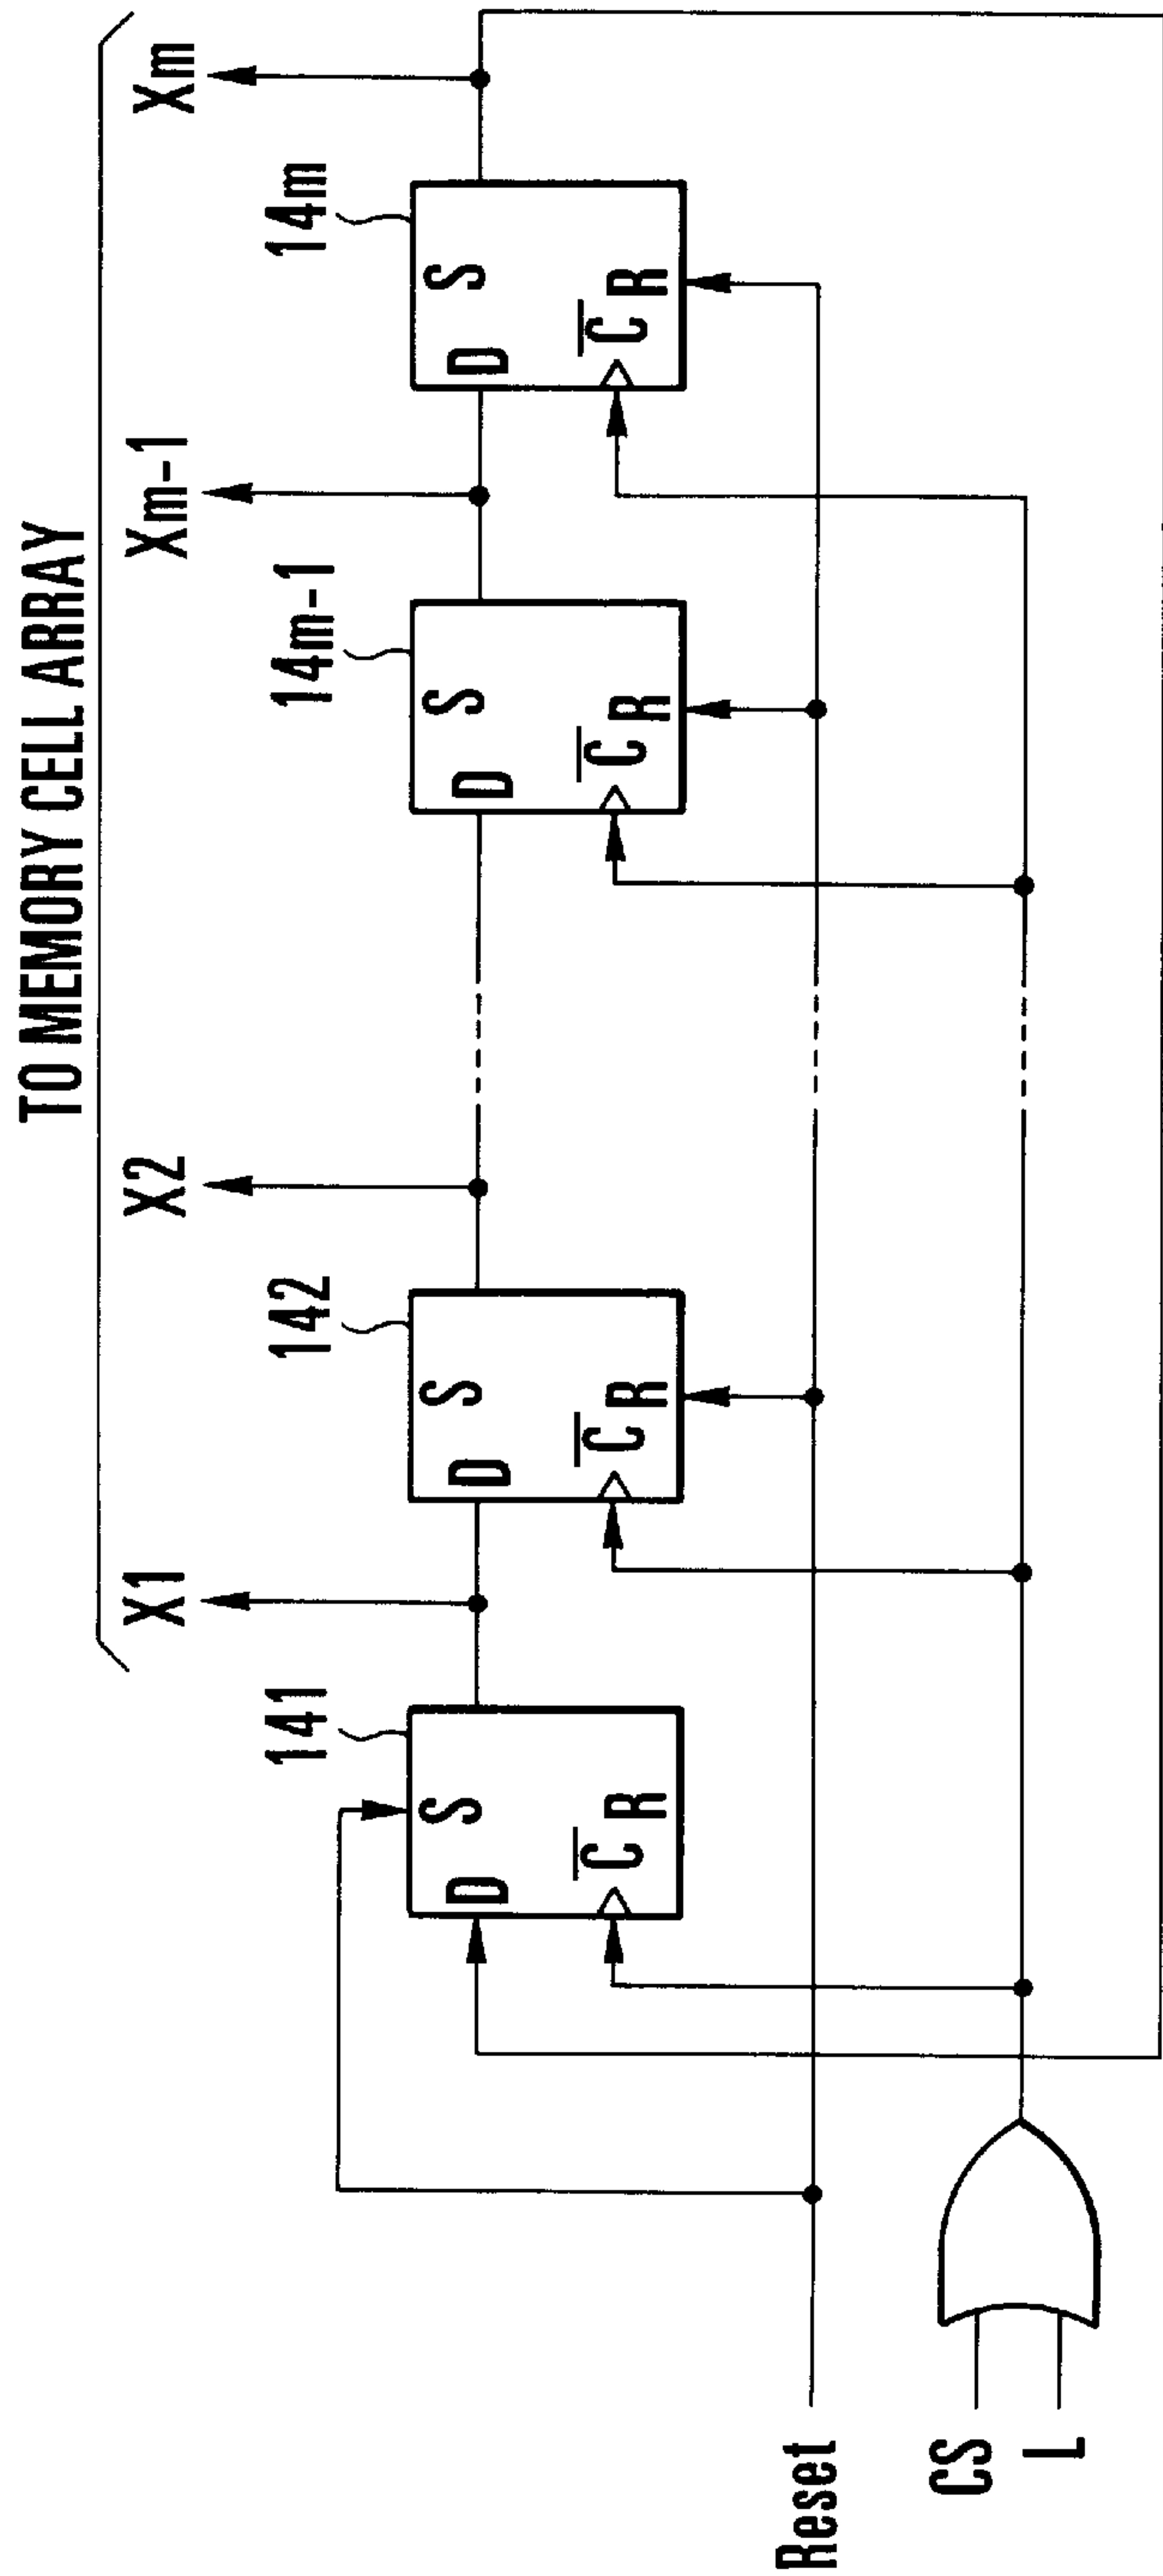 TO MEMORY CELL ARRAY
X1
X2
Xm-1
Xm
141
142
14m-1
14m
S
D
C̅
R
S
D
C̅
R
S
D
C̅
R
S
D
C̅
R
Reset
CS
L